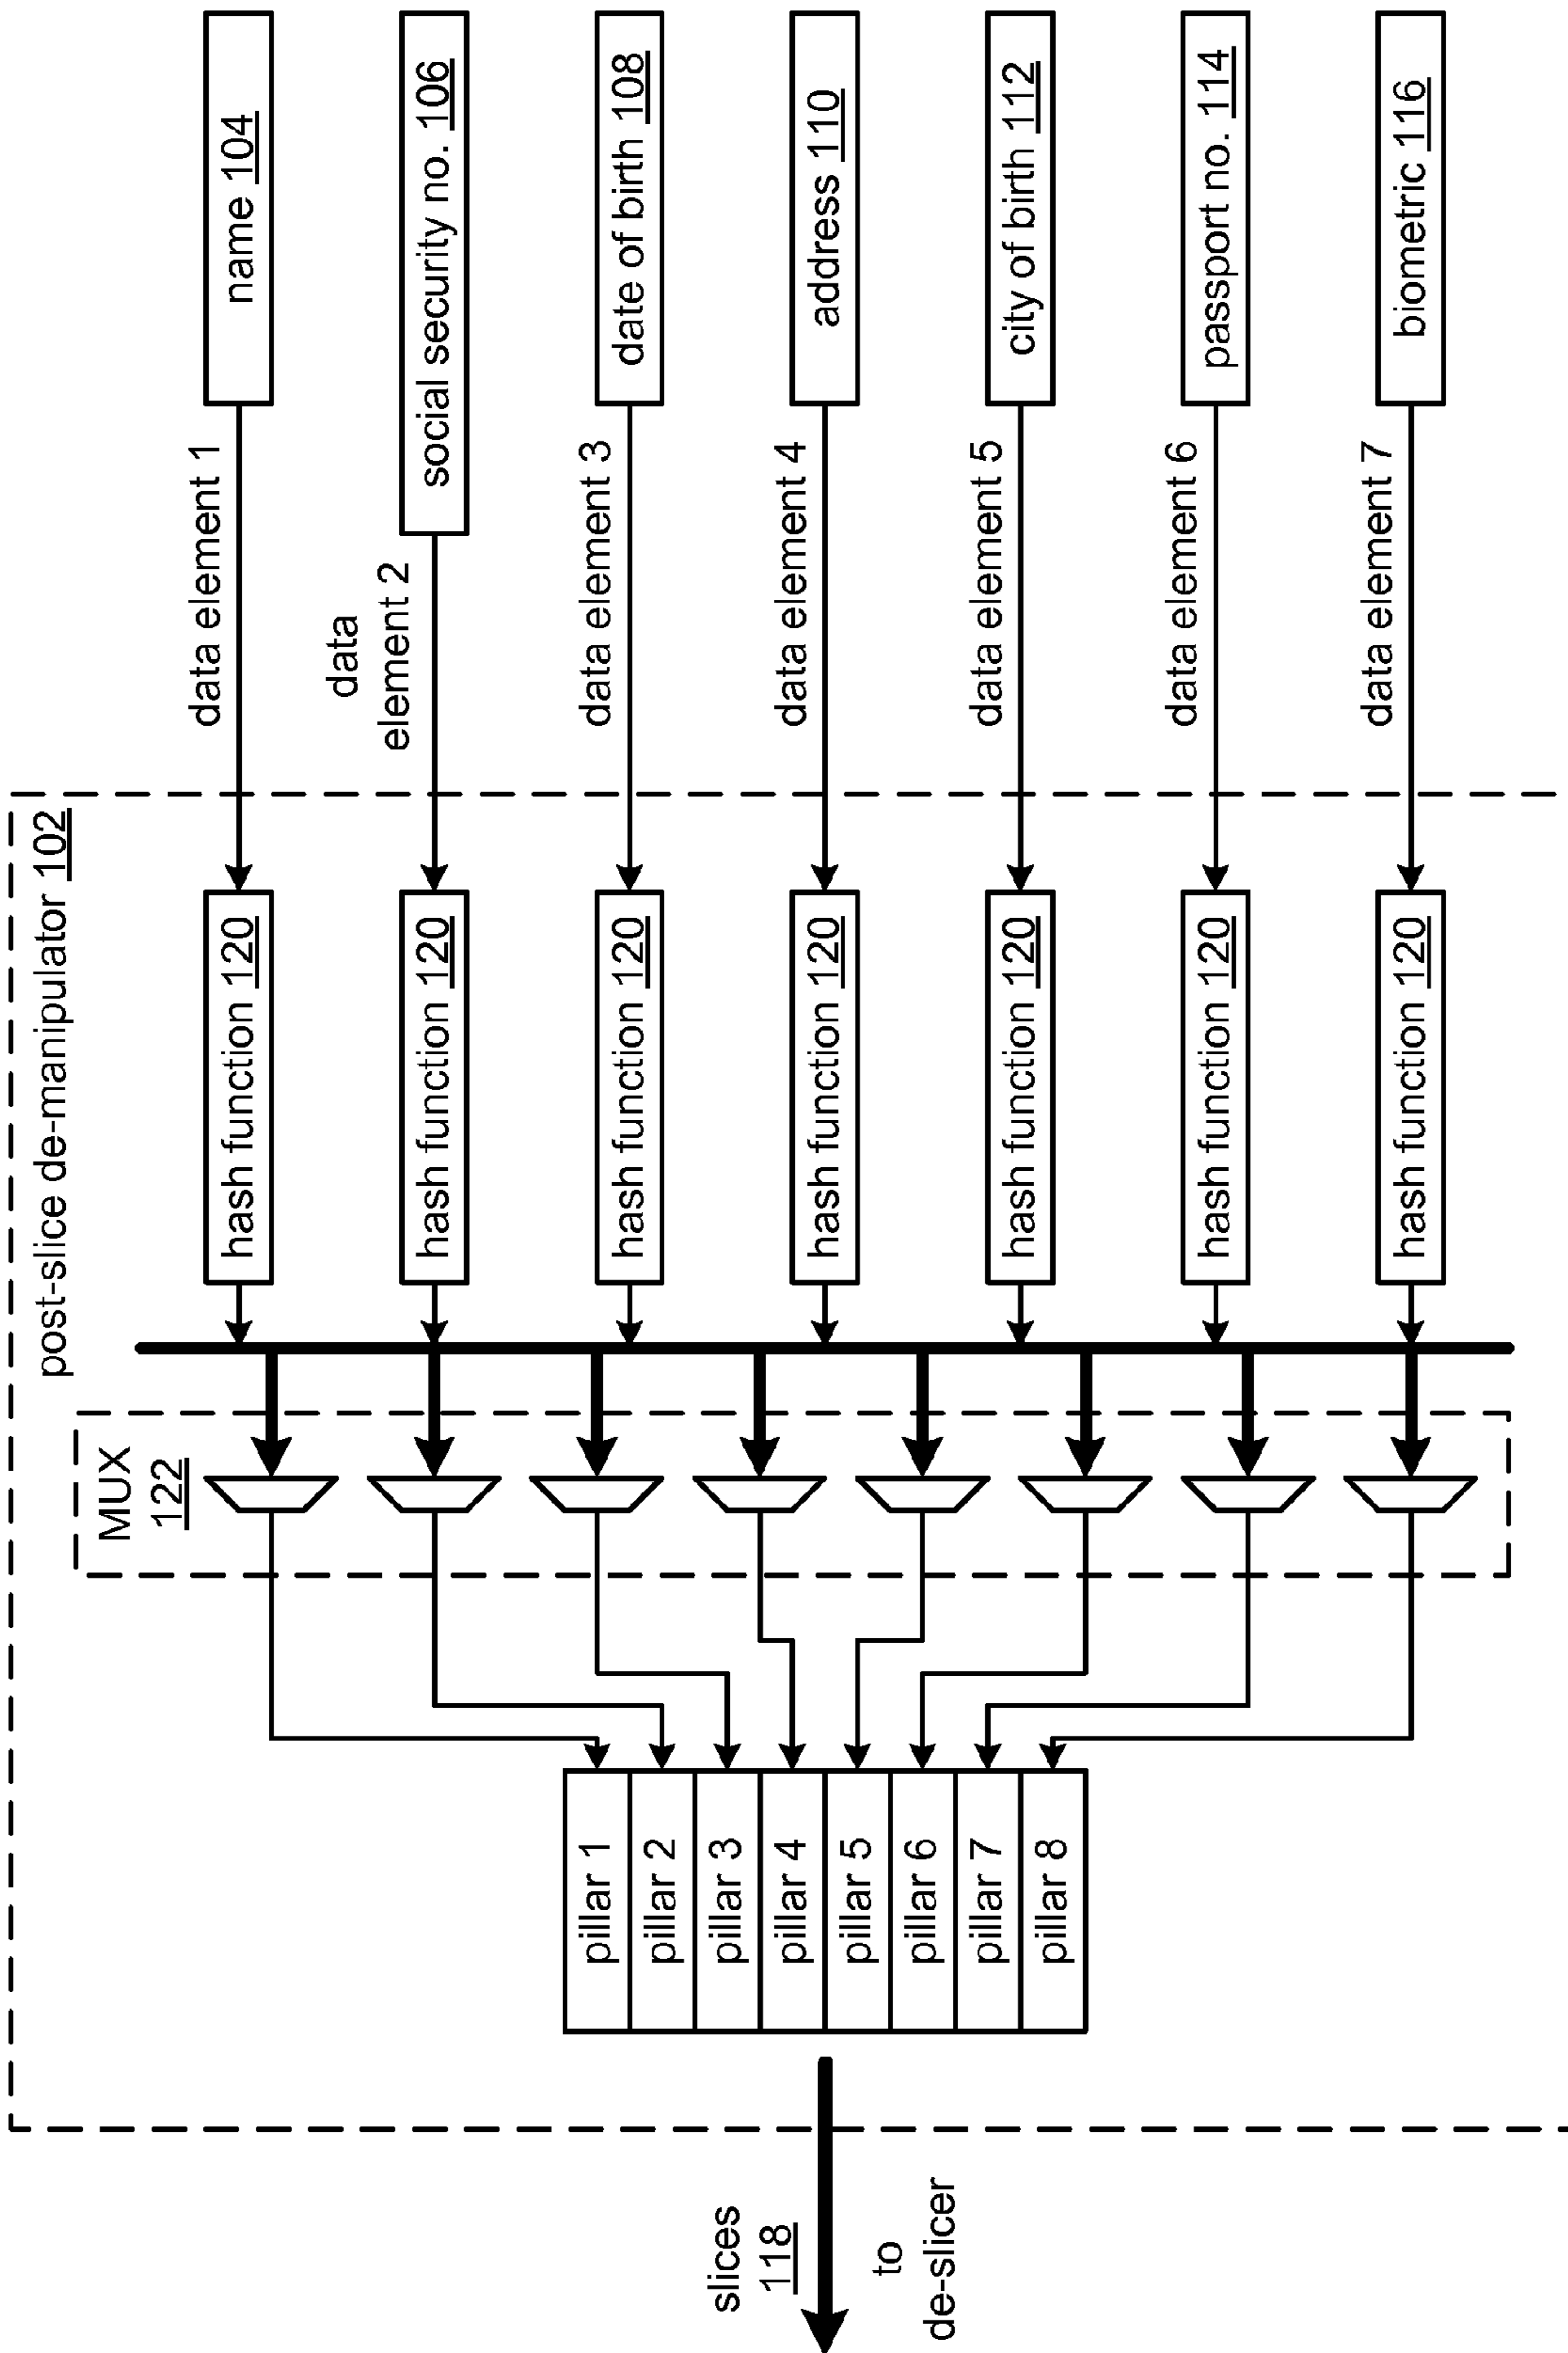 post-slice de-manipulator 102
name 104
social security no. 106
date of birth 108
address 110
city of birth 112
passport no. 114
biometric 116
data element 1
data
element 2
data element 3
data element 4
data element 5
data element 6
data element 7
hash function 120
hash function 120
hash function 120
hash function 120
hash function 120
hash function 120
hash function 120
MUX
122
pillar 1
pillar 2
pillar 3
pillar 4
pillar 5
pillar 6
pillar 7
pillar 8
slices
118
to
de-slicer